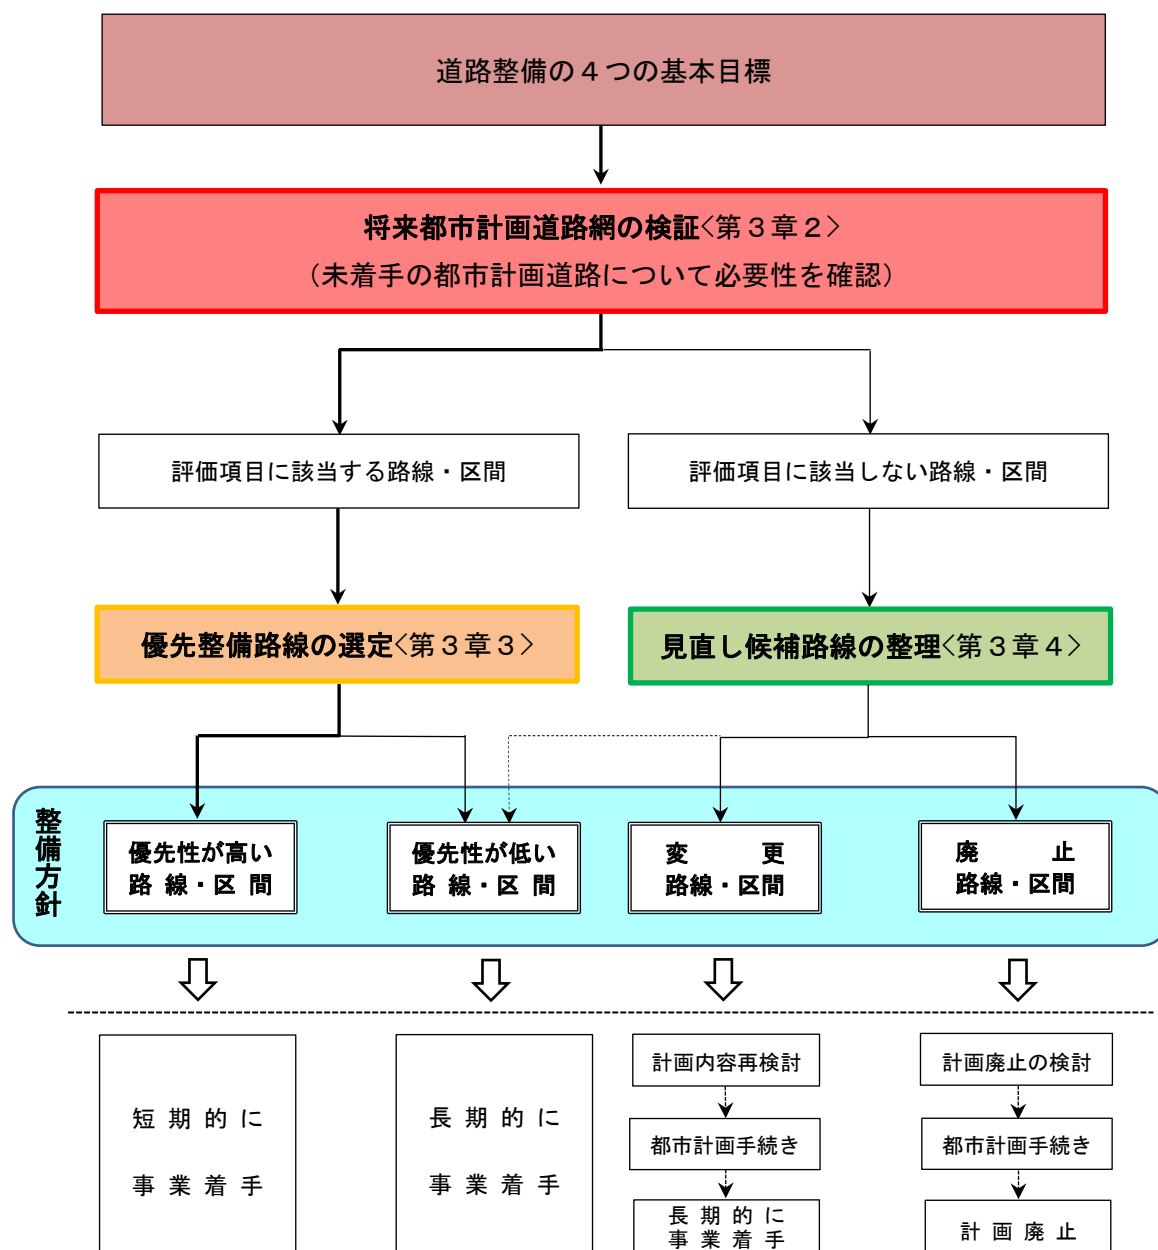 道路整備の４つの基本目標
将来都市計画道路網の検証<第３章２>
（未着手の都市計画道路について必要性を確認）
評価項目に該当する路線・区間
評価項目に該当しない路線・区間
優先整備路線の選定<第３章３>
見直し候補路線の整理<第３章４>
整備方針
優先性が高い
路 線・区 間
優先性が低い
路 線・区 間
変　　　更
路線・区間
廃　　　止
路線・区間
短 期 的 に
事 業 着 手
長 期 的 に
事 業 着 手
計画内容再検討
都市計画手続き
長 期 的 に
事 業 着 手
計画廃止の検討
都市計画手続き
計 画 廃 止